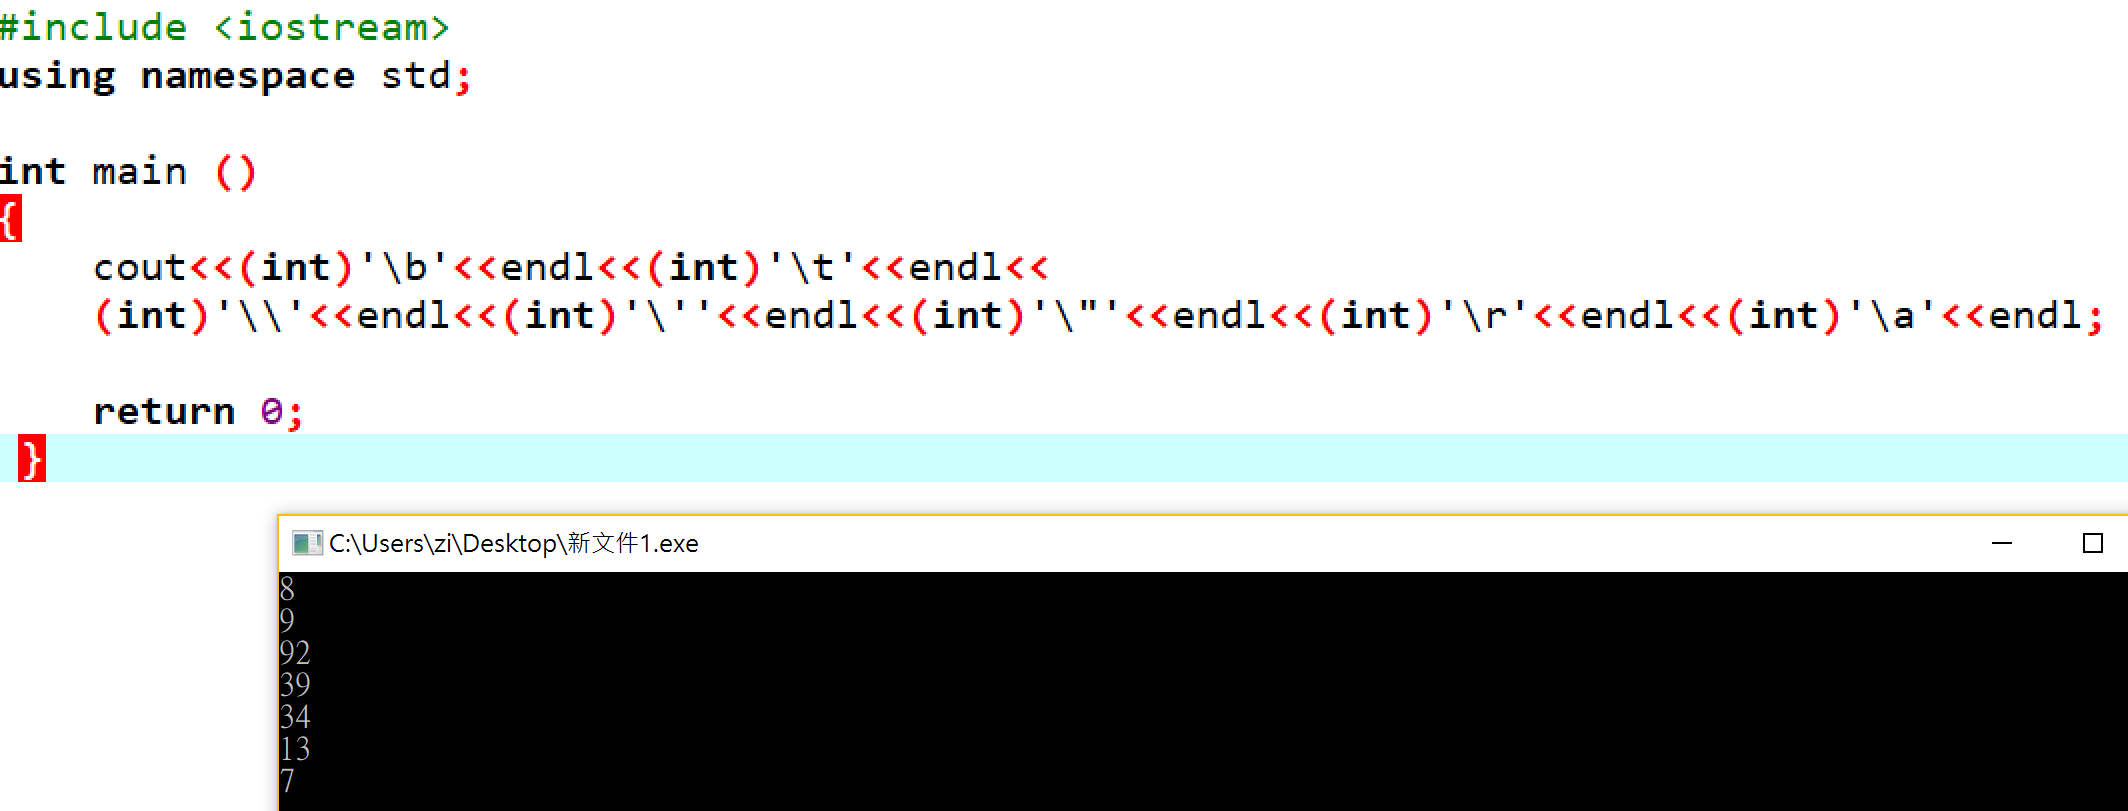 #include <iostream>
using namespace std;
int main ()
{
cout<<(int)'\b'<<endl<<(int)'\t'<<endl<<
(int)'\\'<<endl<<(int)'\''<<endl<<(int)'\"'<<endl<<(int)'\r'<<endl<<(int)'\a'<<endl;
return 0;
}
C:\Users\zi\Desktop\新文件1.exe
8
9
92
39
34
13
7